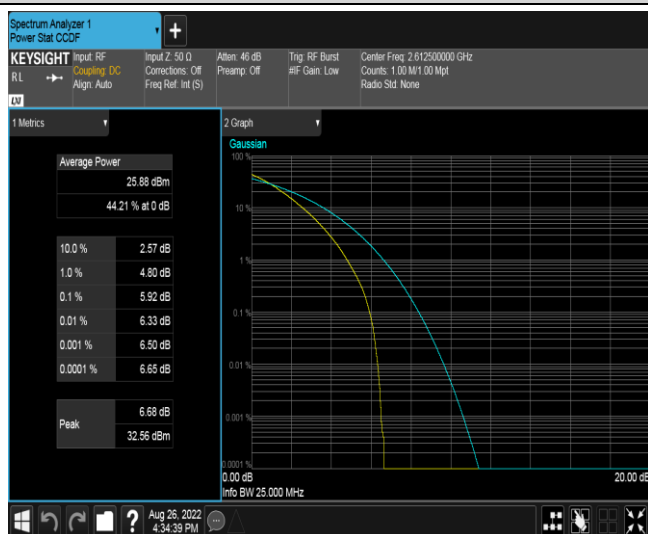 Spectrum Analyzer 1
Power Stat CCDF
+
KEYSIGHT
RL
LXI
Input: RF
Coupling: DC
Align: Auto
Input Z: 50 Ω
Corrections: Off
Freq Ref: Int (S)
Atten: 46 dB
Preamp: Off
Trig: RF Burst
#IF Gain: Low
Center Freq: 2.612500000 GHz
Counts: 1.00 M/1.00 Mpt
Radio Std: None
1 Metrics
Average Power
25.88 dBm
44.21 % at 0 dB
10.0 % 2.57 dB
1.0 % 4.80 dB
0.1 % 5.92 dB
0.01 % 6.33 dB
0.001 % 6.50 dB
0.0001 % 6.65 dB
Peak
6.68 dB
32.56 dBm
2 Graph
Gaussian
100 %
10 %
1 %
0.1 %
0.01 %
0.001 %
0.0001 %
0.00 dB 20.00 dB
Info BW 25.000 MHz
?
Aug 26, 2022
4:34:39 PM